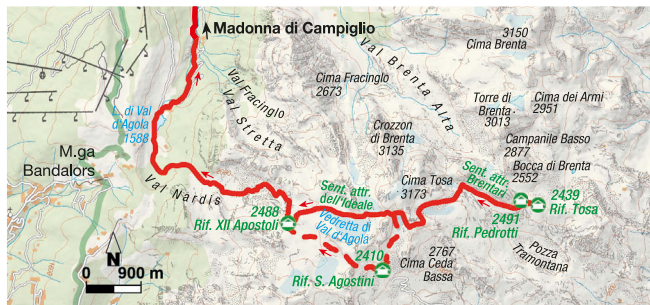 Madonna di Campiglio
3150
Cima Brenta
Val Brenta Alta
Val Fracinglo
Val Stretta
Cima Fracinglo
2673
Torre di
Brenta
3013
Cima dei Armi
2951
L. di Val
d'Agola
1588
Crozzon
di Brenta
3135
Campanile Basso
2877
Bocca di Brenta
2552
M.ga
Bandalors
Val Nardis
Sent. attr.
dell'Ideale
Cima Tosa
3173
Sent. attr.
Brentari
2439
Rif. Tosa
2491
Rif. Pedrotti
2488
Rif. XII Apostoli
Vedretta di
Val d'Agola
2410
Rif. S. Agostini
2767
Cima Ceda
Bassa
Pozza
Tramontana
N
0 900 m